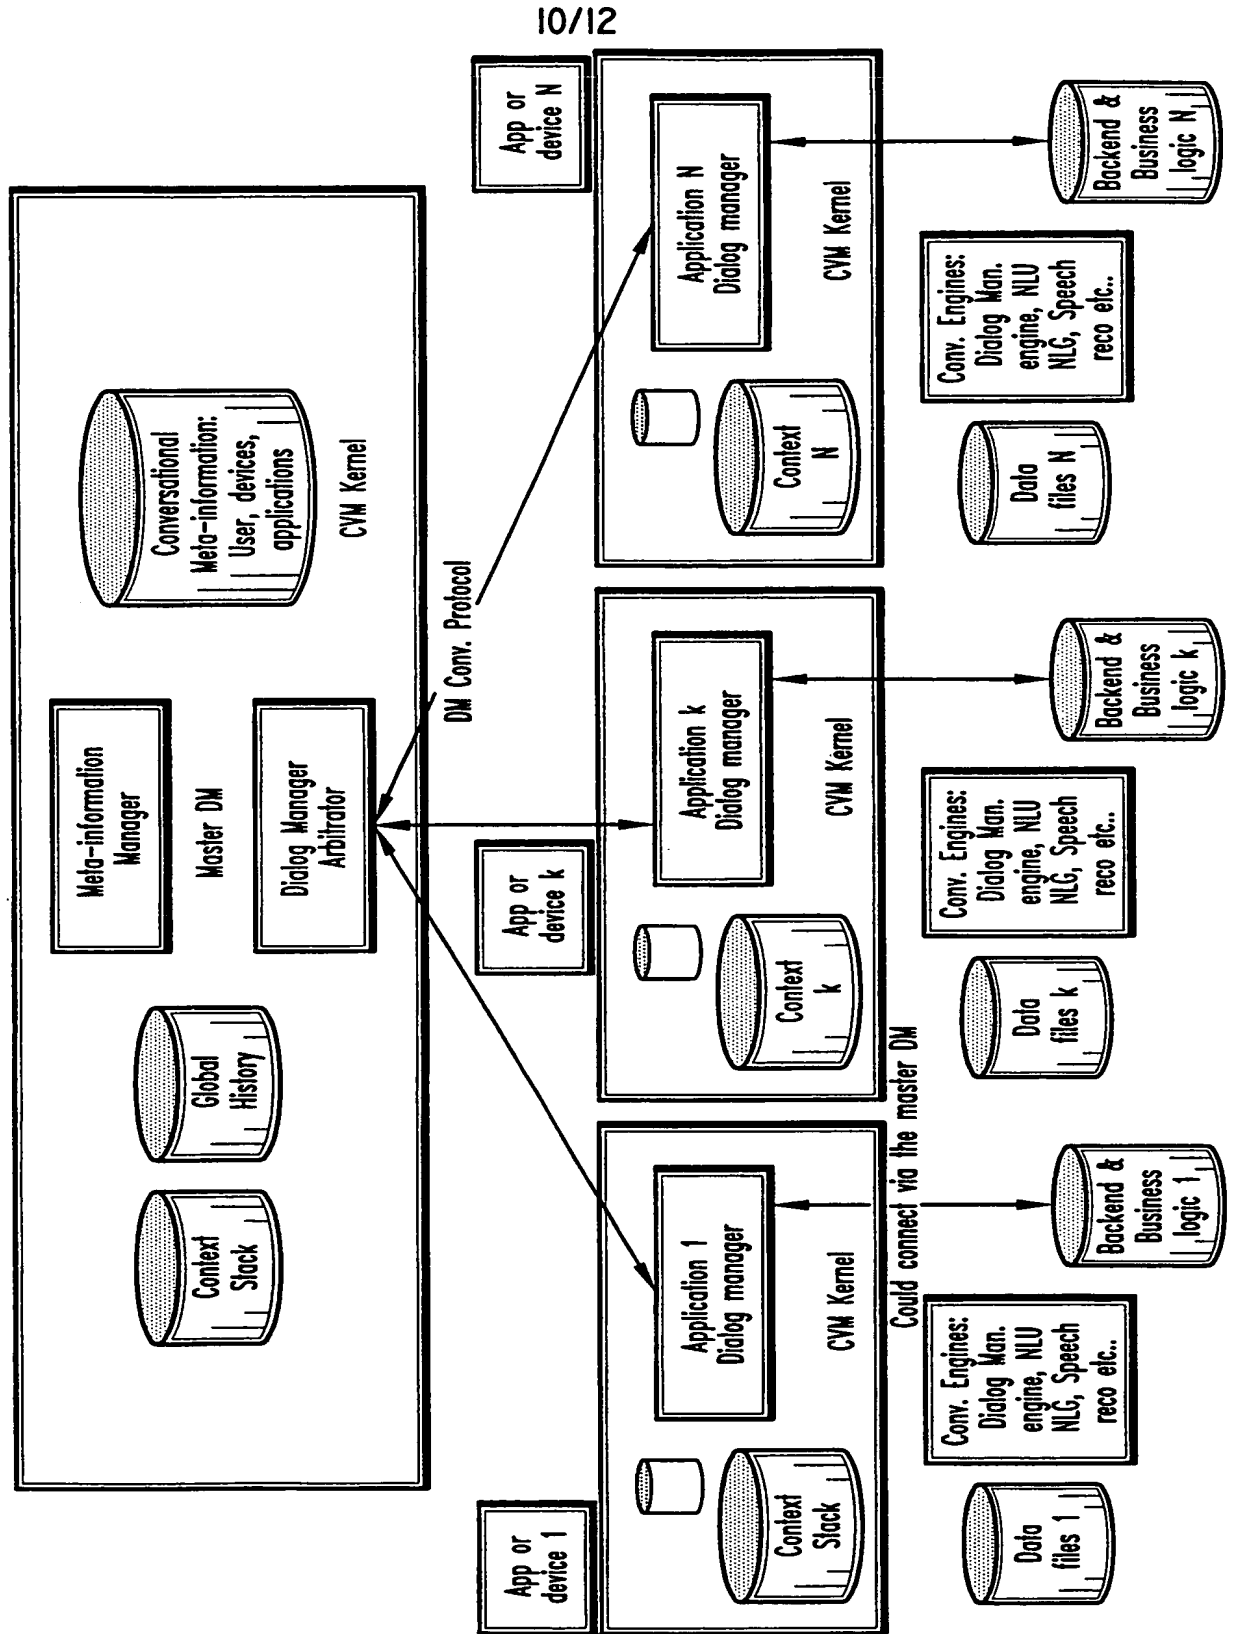 10/12
Context
Stack
Global
History
Meta-information
Manager
Master DM
Dialog Manager
Arbitrator
Conversational
Meta-information:
User, devices,
applications
CVM Kernel
DM Conv. Protocol
App or
device 1
Application 1
Dialog manager
Context
Stack
CVM Kernel
App or
device k
Application k
Dialog manager
Context
k
CVM Kernel
App or
device N
Application N
Dialog manager
Context
N
CVM Kernel
Could connect via the master DM
Data
files 1
Conv. Engines:
Dialog Man.
engine, NLU
NLG, Speech
reco etc..
Backend &
Business
logic 1
Data
files k
Conv. Engines:
Dialog Man.
engine, NLU
NLG, Speech
reco etc..
Backend &
Business
logic k
Data
files N
Conv. Engines:
Dialog Man.
engine, NLU
NLG, Speech
reco etc..
Backend &
Business
logic N